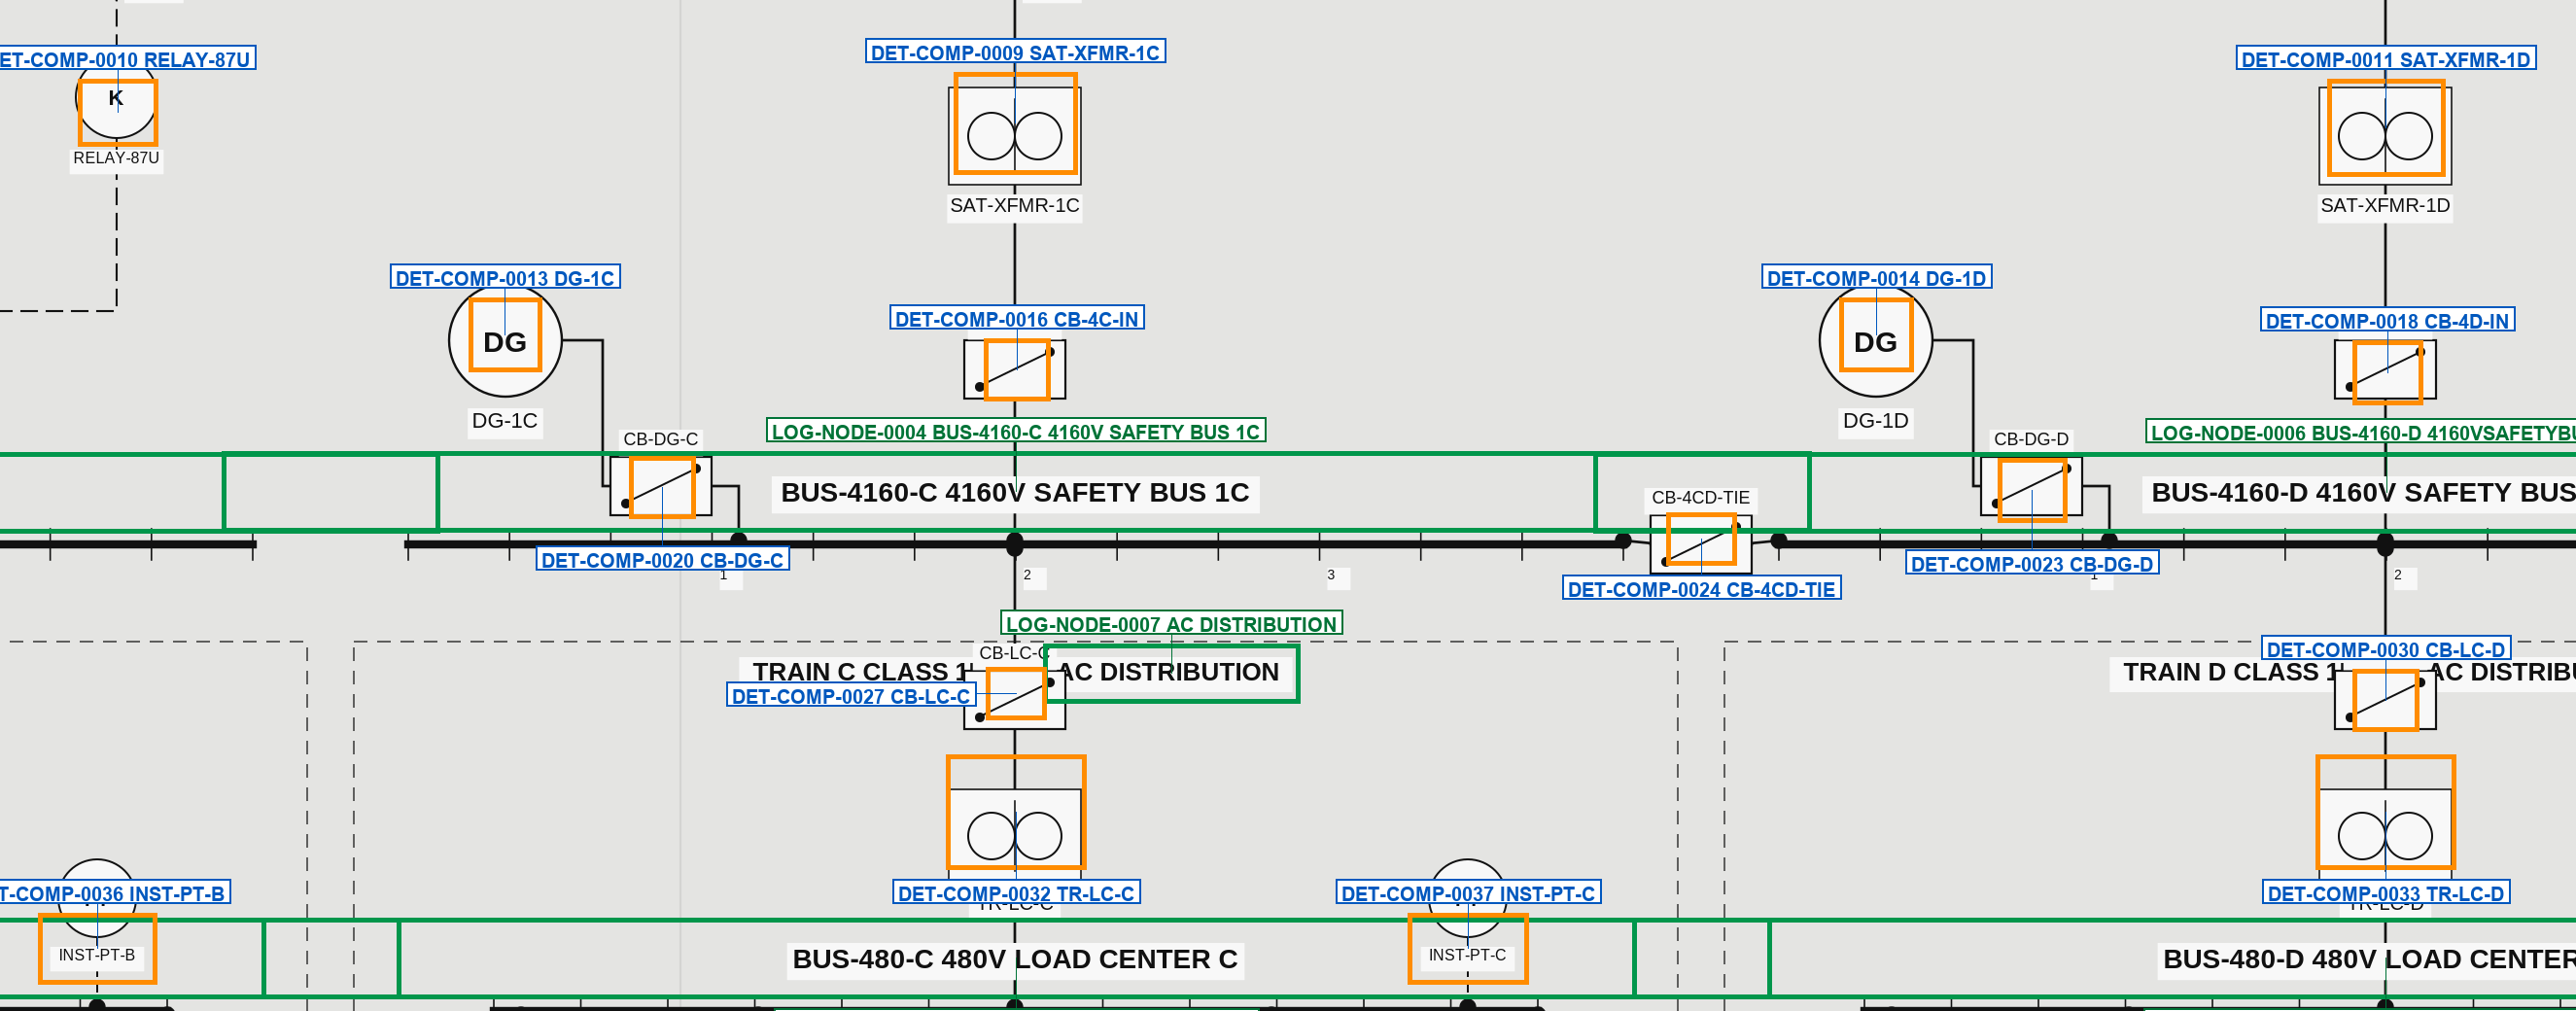 ET-COMP-0010 RELAY-87U
DET-COMP-0009 SAT-XFMR-1C
DET-COMP-0011 SAT-XFMR-1D
K
RELAY-87U
SAT-XFMR-1C
SAT-XFMR-1D
DET-COMP-0013 DG-1C
DET-COMP-0014 DG-1D
DET-COMP-0016 CB-4C-IN
DET-COMP-0018 CB-4D-IN
DG
DG
DG-1C
DG-1D
LOG-NODE-0004 BUS-4160-C 4160V SAFETY BUS 1C
LOG-NODE-0006 BUS-4160-D 4160VSAFETYBU
CB-DG-C
CB-DG-D
BUS-4160-C 4160V SAFETY BUS 1C
CB-4CD-TIE
BUS-4160-D 4160V SAFETY BUS
DET-COMP-0020 CB-DG-C
DET-COMP-0023 CB-DG-D
1
2
3
1
2
DET-COMP-0024 CB-4CD-TIE
LOG-NODE-0007 AC DISTRIBUTION
CB-LC-C
DET-COMP-0030 CB-LC-D
TRAIN C CLASS 1 AC DISTRIBUTION
TRAIN D CLASS 1 AC DISTRIBU
DET-COMP-0027 CB-LC-C
T-COMP-0036 INST-PT-B
DET-COMP-0032 TR-LC-C
DET-COMP-0037 INST-PT-C
DET-COMP-0033 TR-LC-D
TR-LC-C
TR-LC-D
INST-PT-B
BUS-480-C 480V LOAD CENTER C
INST-PT-C
BUS-480-D 480V LOAD CENTER